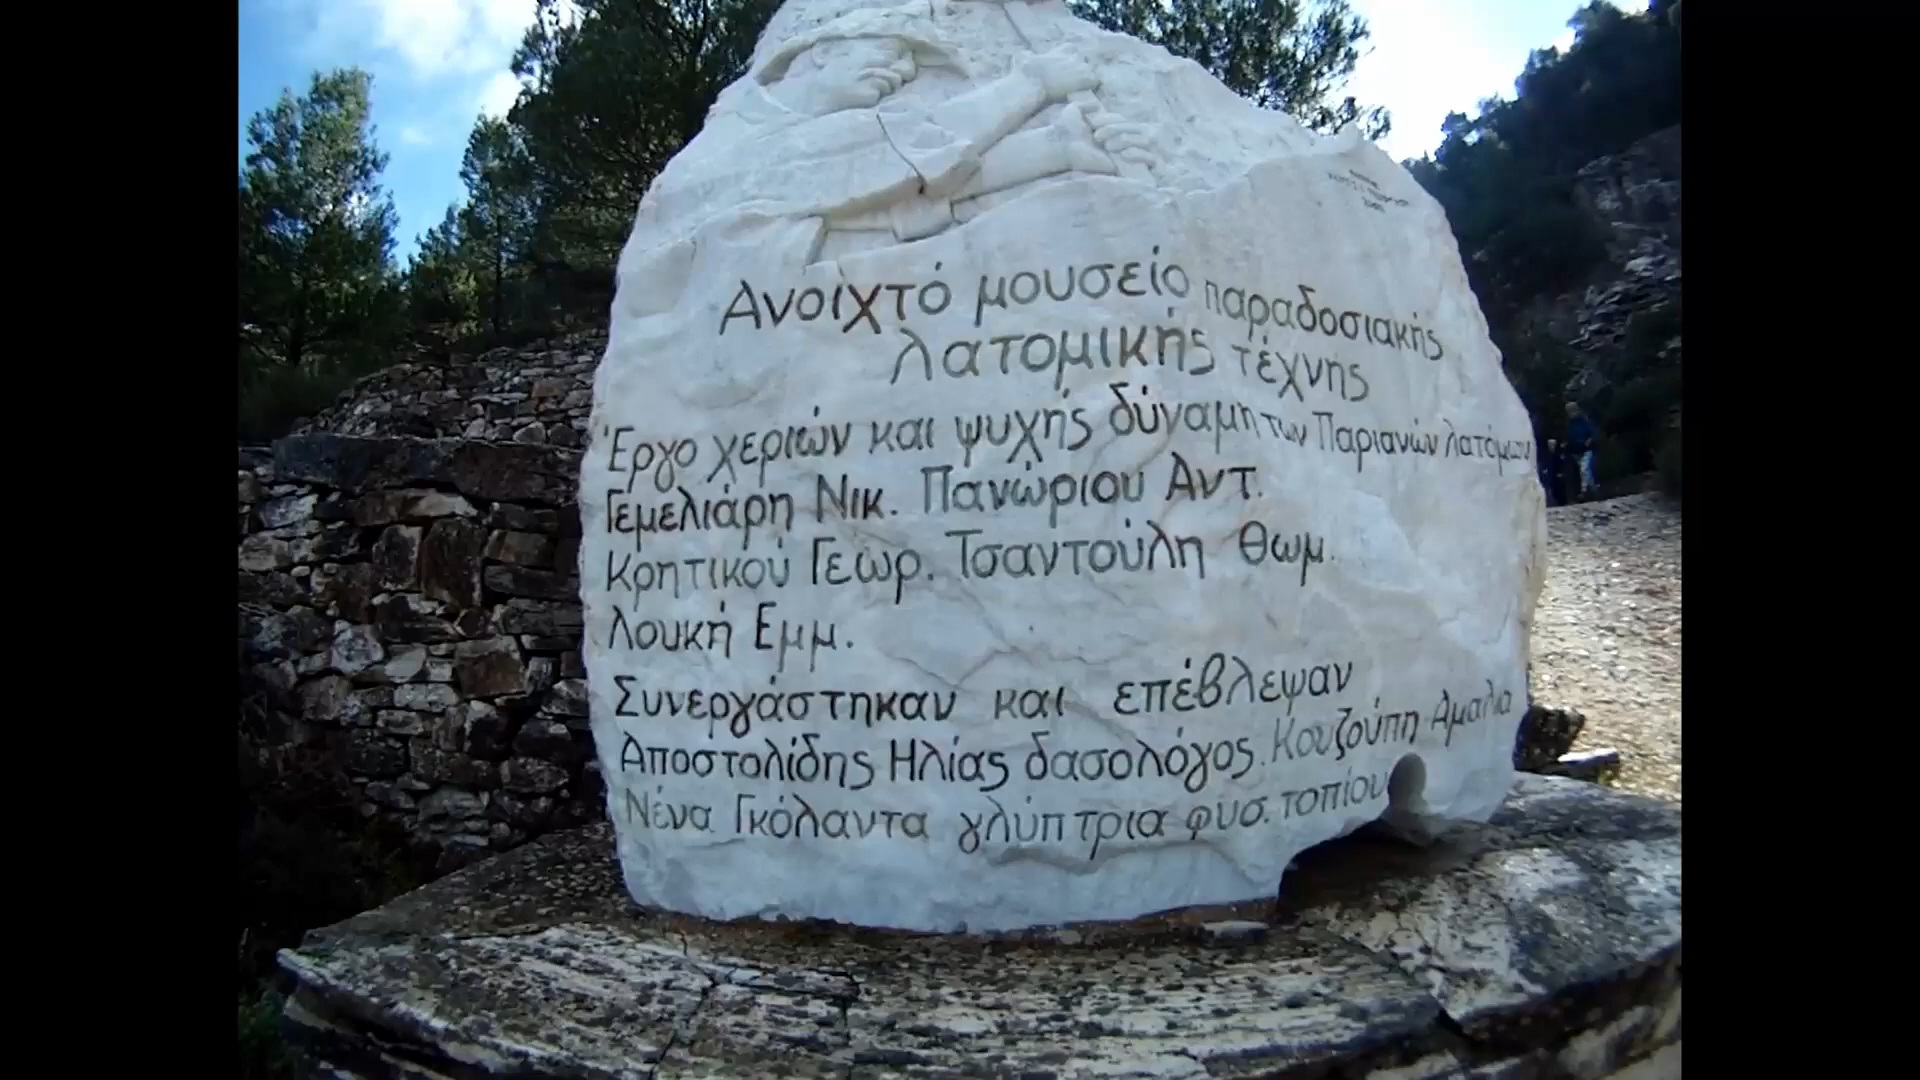 Ανοιχτό μουσείο παραδοσιακής
λατομικής τέχνης
Έργο χεριών και ψυχής δύναμη των Παριανών λατόμων
Γεμελιάρη Νικ. Πανώριου Αντ.
Κρητικού Γεώρ. Τσαντούλη Θωμ.
Λουκή Εμμ.
Συνεργάστηκαν και επέβλεψαν
Αποστολίδης Ηλίας δασολόγος. Κουζούπη Αμαλία
Νένα Γκόλαντα γλύπτρια φυσ. τοπίου